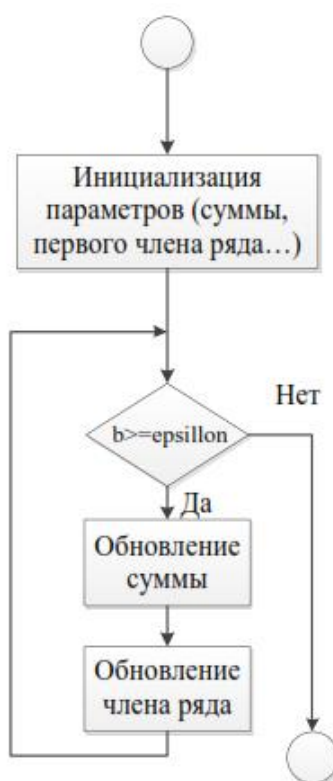 Инициализация
параметров (суммы,
первого члена ряда…)
Нет
b>=epsillon
Да
Обновление
суммы
Обновление
члена ряда